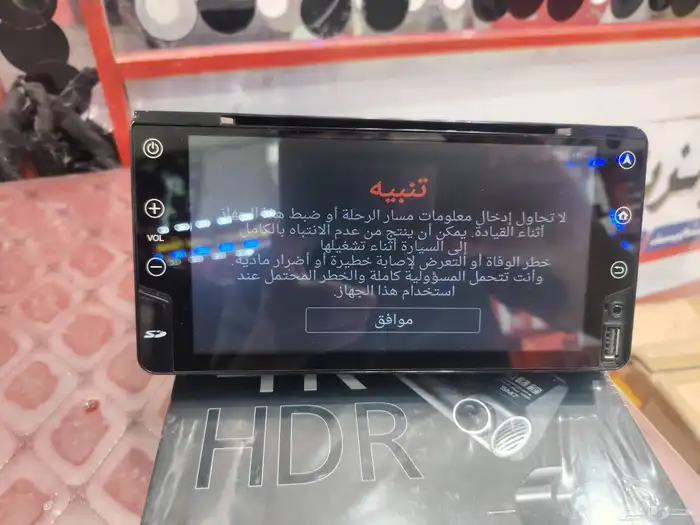 تنبيه
لا تحاول إدخال معلومات مسار الرحلة أو ضبط هذا الجهاز
أثناء القيادة. يمكن أن ينتج من عدم الانتباه بالكامل
إلى السيارة أثناء تشغيلها
خطر الوفاة أو التعرض لإصابة خطيرة أو اضرار مادية.
وأنت تتحمل المسؤولية كاملة والخطر المحتمل عند
استخدام هذا الجهاز.
موافق
VOL
SD
4K
HDR